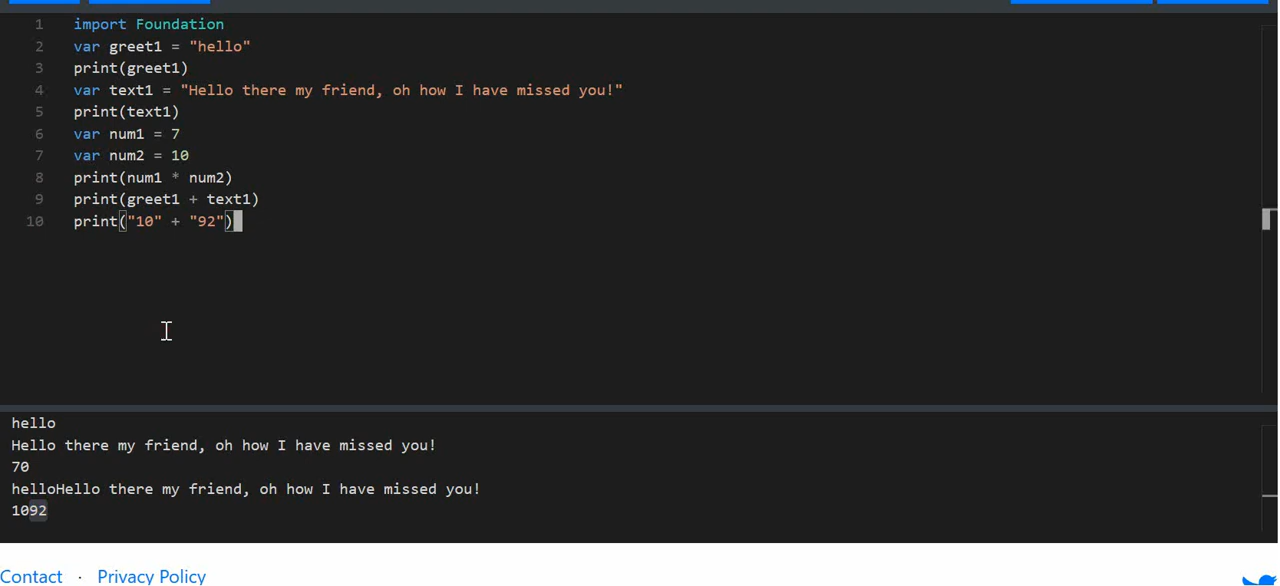 1 import Foundation
2 var greet1 = "hello"
3 print(greet1)
4 var text1 = "Hello there my friend, oh how I have missed you!"
5 print(text1)
6 var num1 = 7
7 var num2 = 10
8 print(num1 * num2)
9 print(greet1 + text1)
10 print("10" + "92")
hello
Hello there my friend, oh how I have missed you!
70
helloHello there my friend, oh how I have missed you!
1092
Contact · Privacy Policy